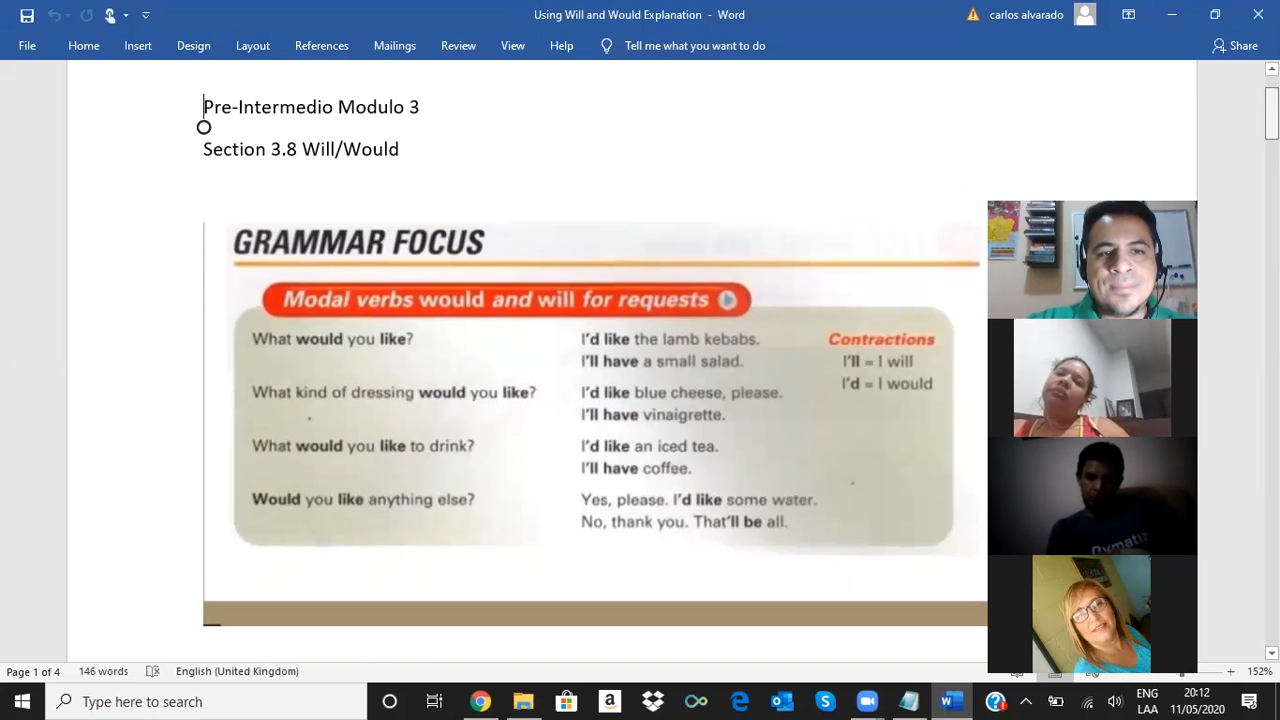 Using Will and Would Explanation - Word
carlos alvarado
File Home Insert Design Layout References Mailings Review View Help Tell me what you want to do Share
Pre-Intermedio Modulo 3
Section 3.8 Will/Would
GRAMMAR FOCUS
Modal verbs would and will for requests
What would you like? I'd like the lamb kebabs. Contractions
I'll have a small salad. I'll = I will
I'd = I would
What kind of dressing would you like? I'd like blue cheese, please.
I'll have vinaigrette.
What would you like to drink? I'd like an iced tea.
I'll have coffee.
Would you like anything else? Yes, please. I'd like some water.
No, thank you. That'll be all.
Page 1 of 4 146 words English (United Kingdom) 152%
Type here to search
ENG 20:12
LAA 11/05/2020